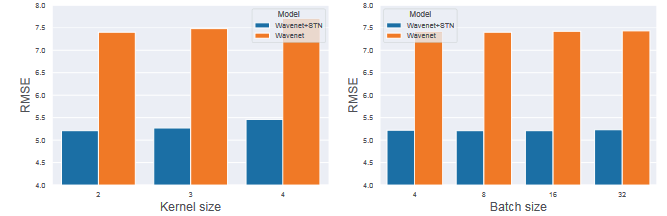 8.0
7.5
7.0
6.5
6.0
5.5
5.0
4.5
4.0
RMSE
Model
Wavenet+STN
Wavenet
2
3
4
Kernel size
8.0
7.5
7.0
6.5
6.0
5.5
5.0
4.5
4.0
RMSE
Model
Wavenet+STN
Wavenet
4
8
16
32
Batch size